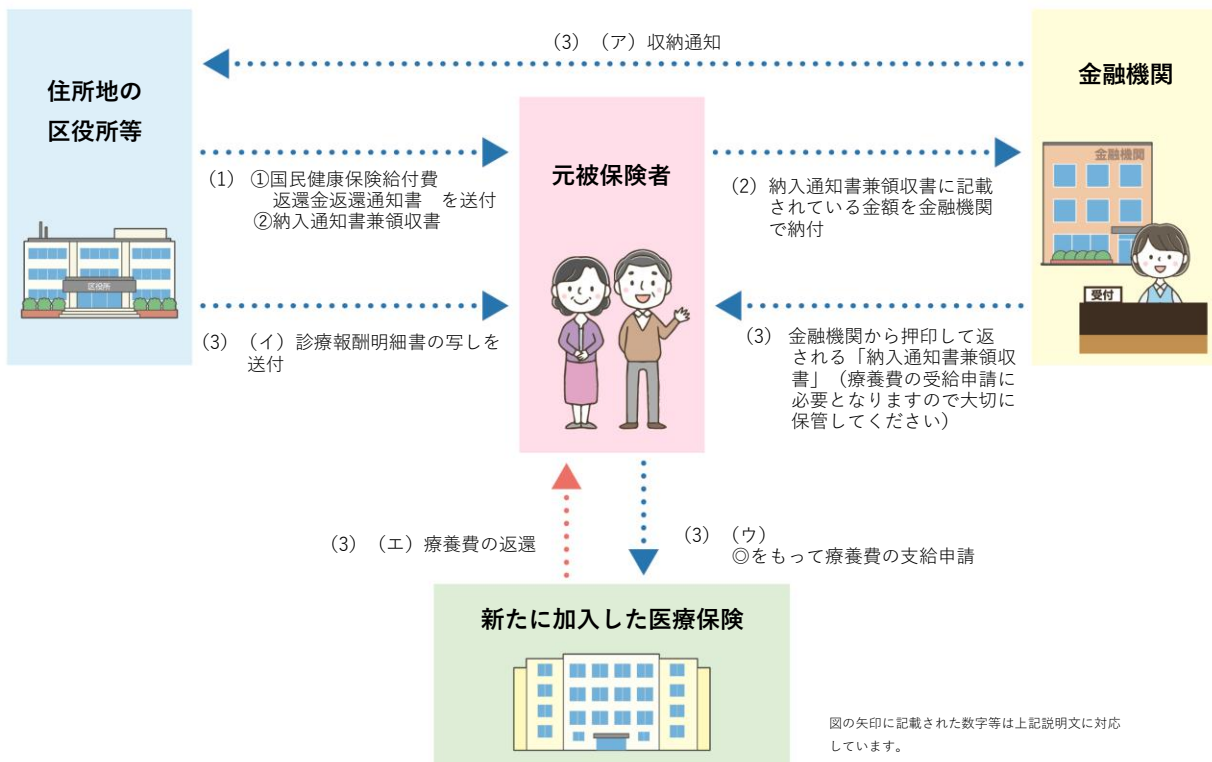 (3) (ア)収納通知
住所地の
区役所等
金融機関
金融機関
受付
(1) ①国民健康保険給付費
返還金返還通知書 を送付
②納入通知書兼領収書
元被保険者
(2) 納入通知書兼領収書に記載
されている金額を金融機関
で納付
区役所
(3) (イ)診療報酬明細書の写しを
送付
(3) 金融機関から押印して返
される「納入通知書兼領収
書」(療養費の受給申請に
必要となりますので大切に
保管してください)
(3) (エ)療養費の返還
(3) (ウ)
◎をもって療養費の支給申請
新たに加入した医療保険
図の矢印に記載された数字等は上記説明文に対応
しています。